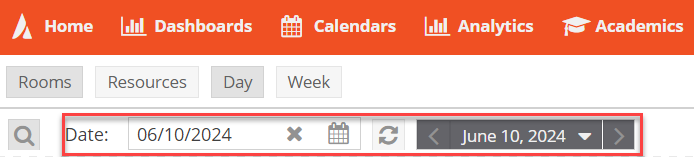 Home Dashboards Calendars Analytics Academics
Rooms Resources Day Week
Date: 06/10/2024 June 10, 2024